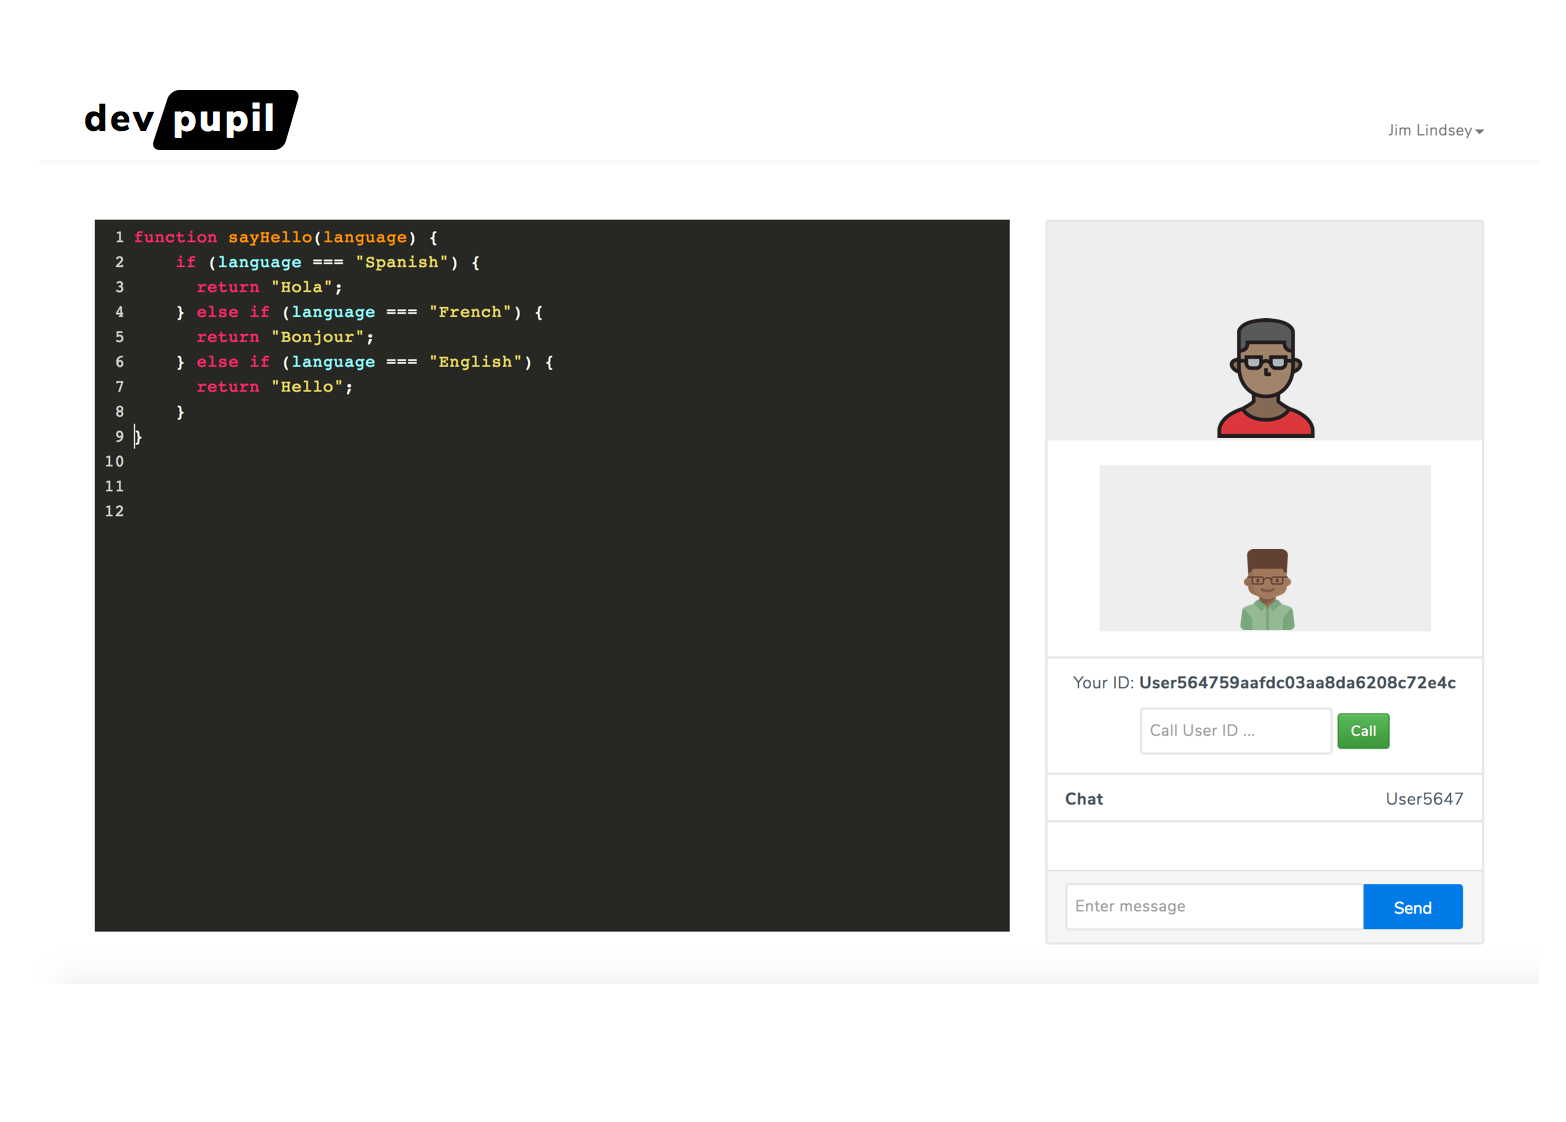 dev pupil
Jim Lindsey
1 function sayHello(language) {
2     if (language === "Spanish") {
3       return "Hola";
4     } else if (language === "French") {
5       return "Bonjour";
6     } else if (language === "English") {
7       return "Hello";
8     }
9 }
10
11
12
Your ID: User564759aafdc03aa8da6208c72e4c
Call User ID ... Call
Chat User5647
Enter message Send